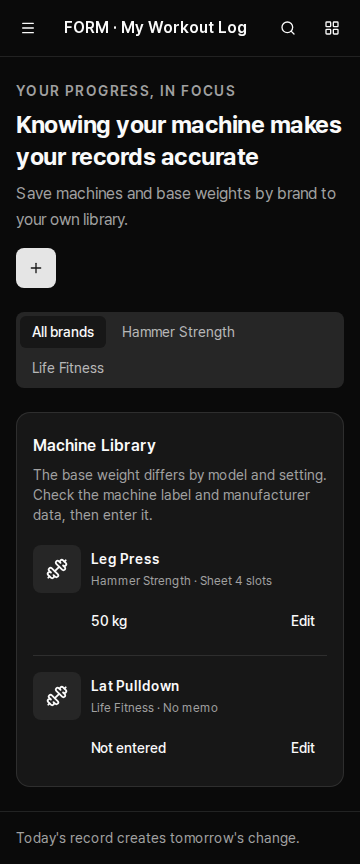 FORM · My Workout Log
YOUR PROGRESS, IN FOCUS
Knowing your machine makes
your records accurate
Save machines and base weights by brand to
your own library.
All brands
Hammer Strength
Life Fitness
Machine Library
The base weight differs by model and setting.
Check the machine label and manufacturer
data, then enter it.
Leg Press
Hammer Strength · Sheet 4 slots
50 kg
Edit
Lat Pulldown
Life Fitness · No memo
Not entered
Edit
Today's record creates tomorrow's change.